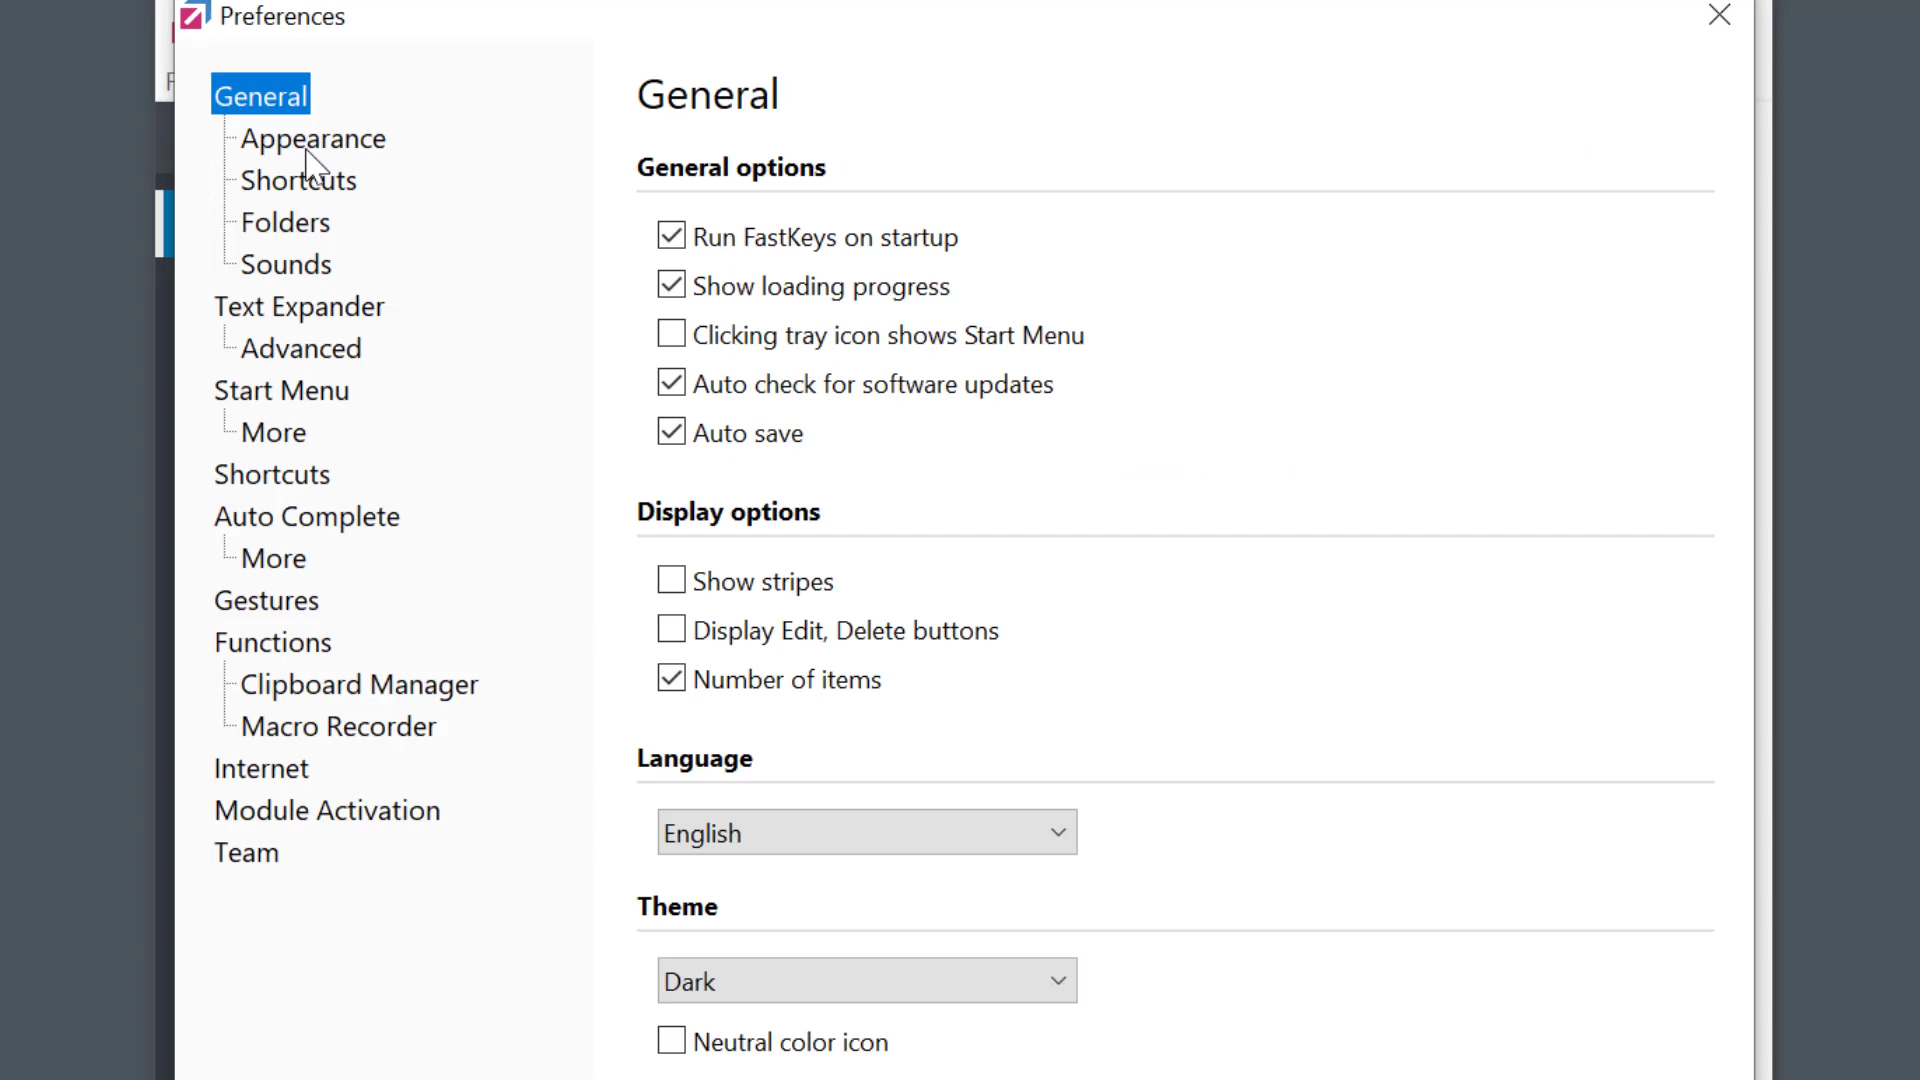 Preferences
F
General
Appearance
Shortcuts
Folders
Sounds
Text Expander
Advanced
Start Menu
More
Shortcuts
Auto Complete
More
Gestures
Functions
Clipboard Manager
Macro Recorder
Internet
Module Activation
Team
General
General options
Run FastKeys on startup
Show loading progress
Clicking tray icon shows Start Menu
Auto check for software updates
Auto save
Display options
Show stripes
Display Edit, Delete buttons
Number of items
Language
English
Theme
Dark
Neutral color icon